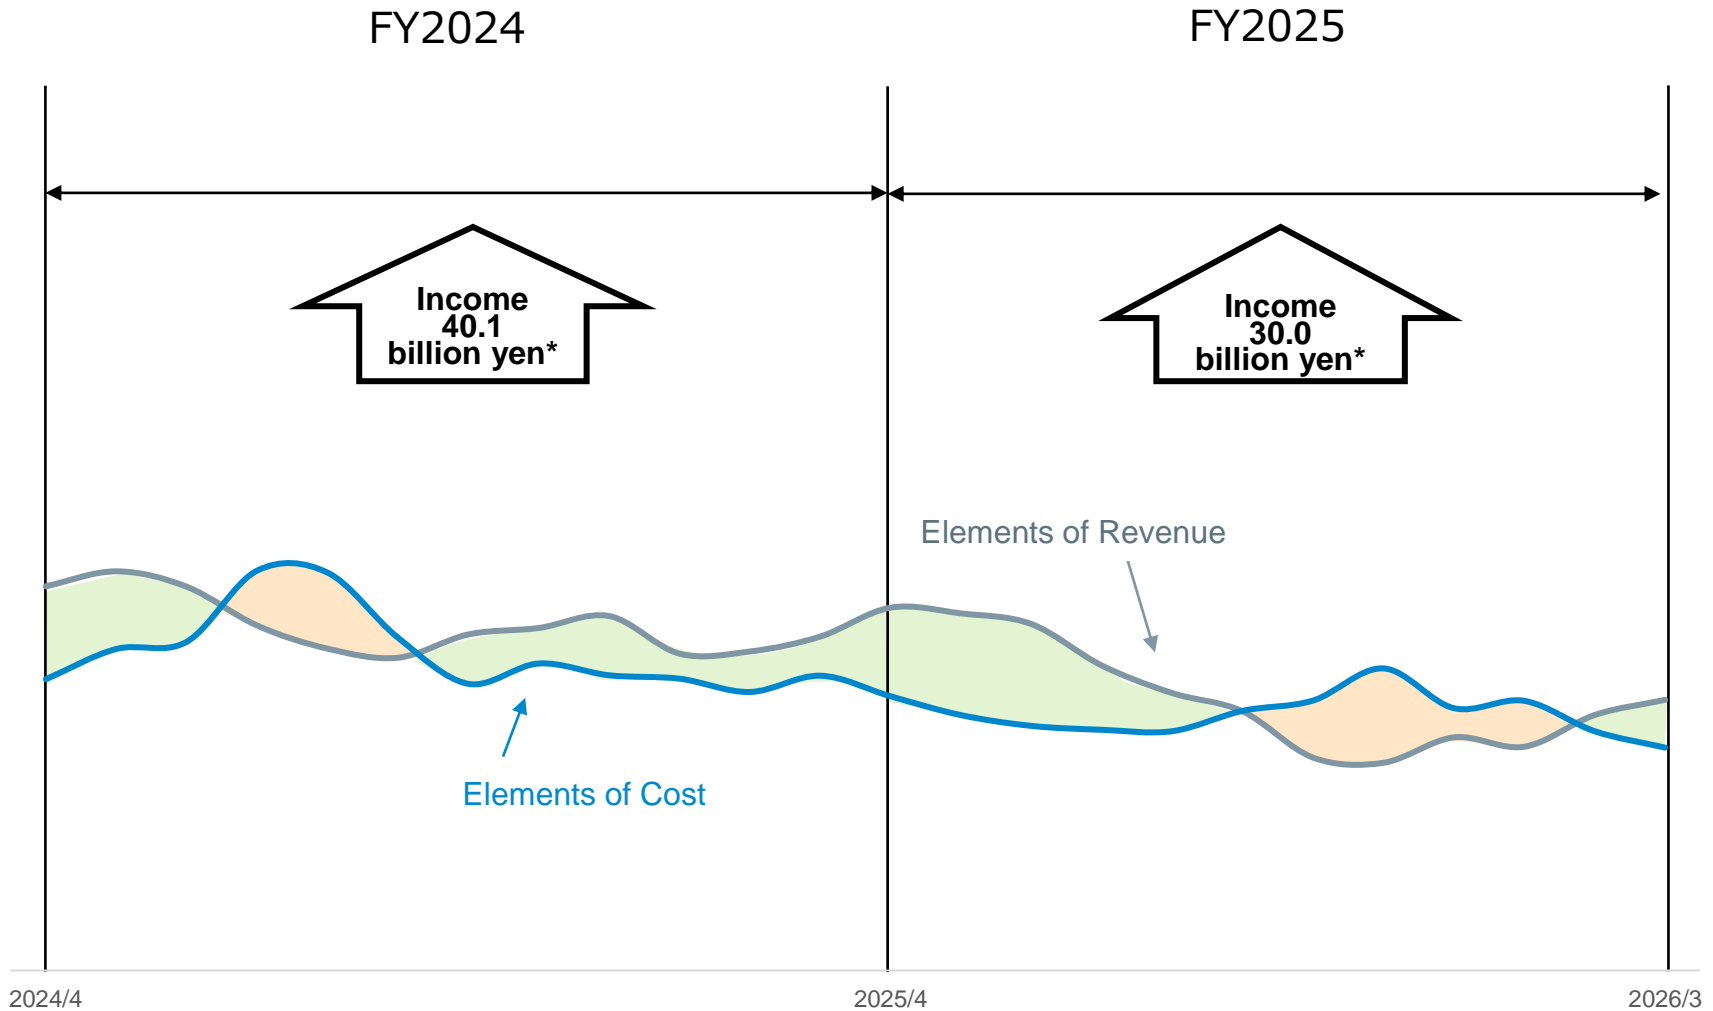 FY2024
FY2025
Income
40.1
billion yen*
Income
30.0
billion yen*
Elements of Revenue
Elements of Cost
2024/4
2025/4
2026/3